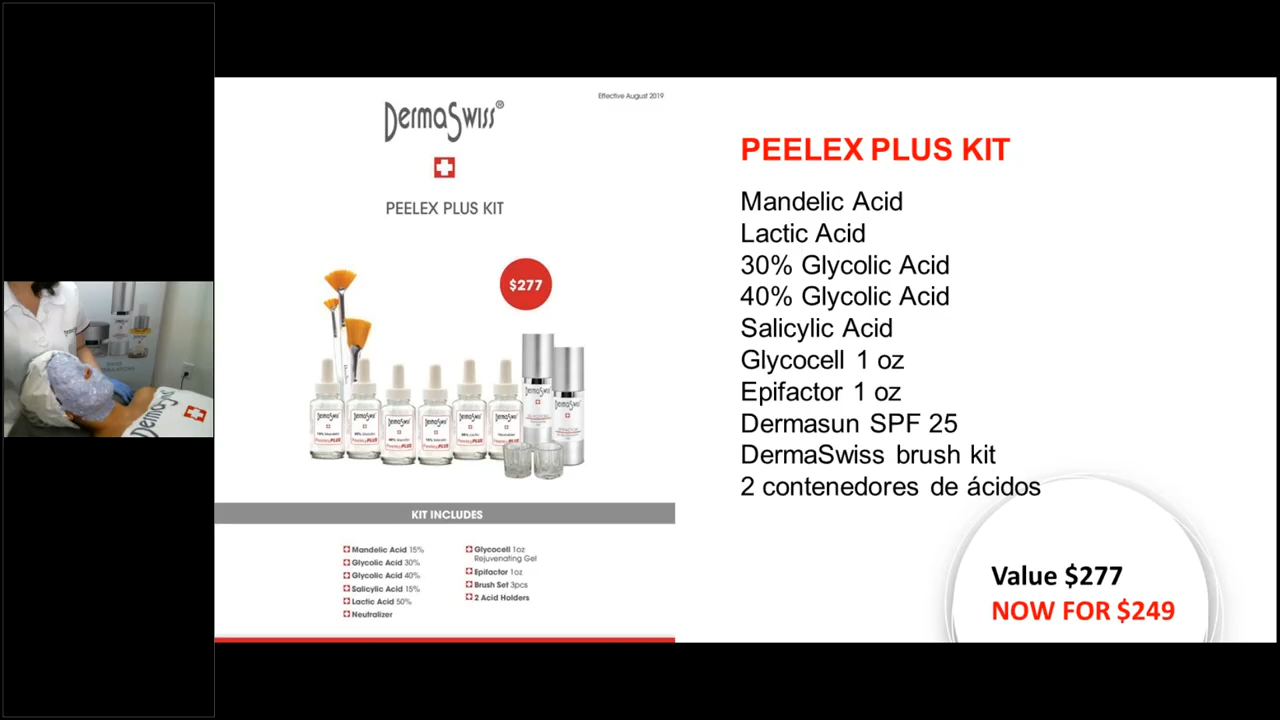 Effective August 2019
DermaSwiss®
PEELEX PLUS KIT
$277
KIT INCLUDES
Mandelic Acid 15%
Glycolic Acid 30%
Glycolic Acid 40%
Salicylic Acid 15%
Lactic Acid 50%
Neutralizer
Glycocell 1oz
Rejuvenating Gel
Epifactor 1oz
Brush Set 3pcs
2 Acid Holders
PEELEX PLUS KIT
Mandelic Acid
Lactic Acid
30% Glycolic Acid
40% Glycolic Acid
Salicylic Acid
Glycocell 1 oz
Epifactor 1 oz
Dermasun SPF 25
DermaSwiss brush kit
2 contenedores de ácidos
Value $277
NOW FOR $249
DermaSwiss